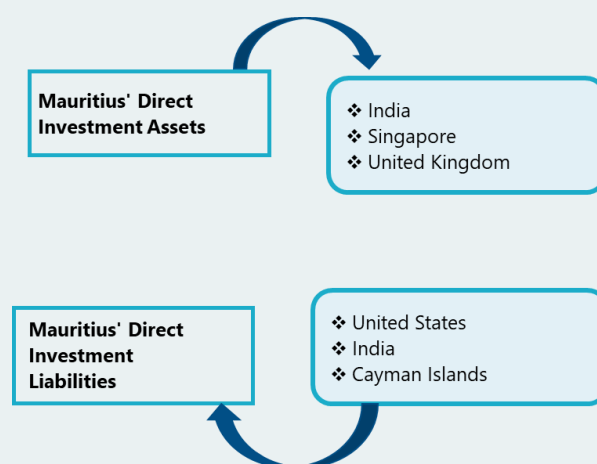 Mauritius' Direct
Investment Assets
❖ India
❖ Singapore
❖ United Kingdom
Mauritius' Direct
Investment
Liabilities
❖ United States
❖ India
❖ Cayman Islands